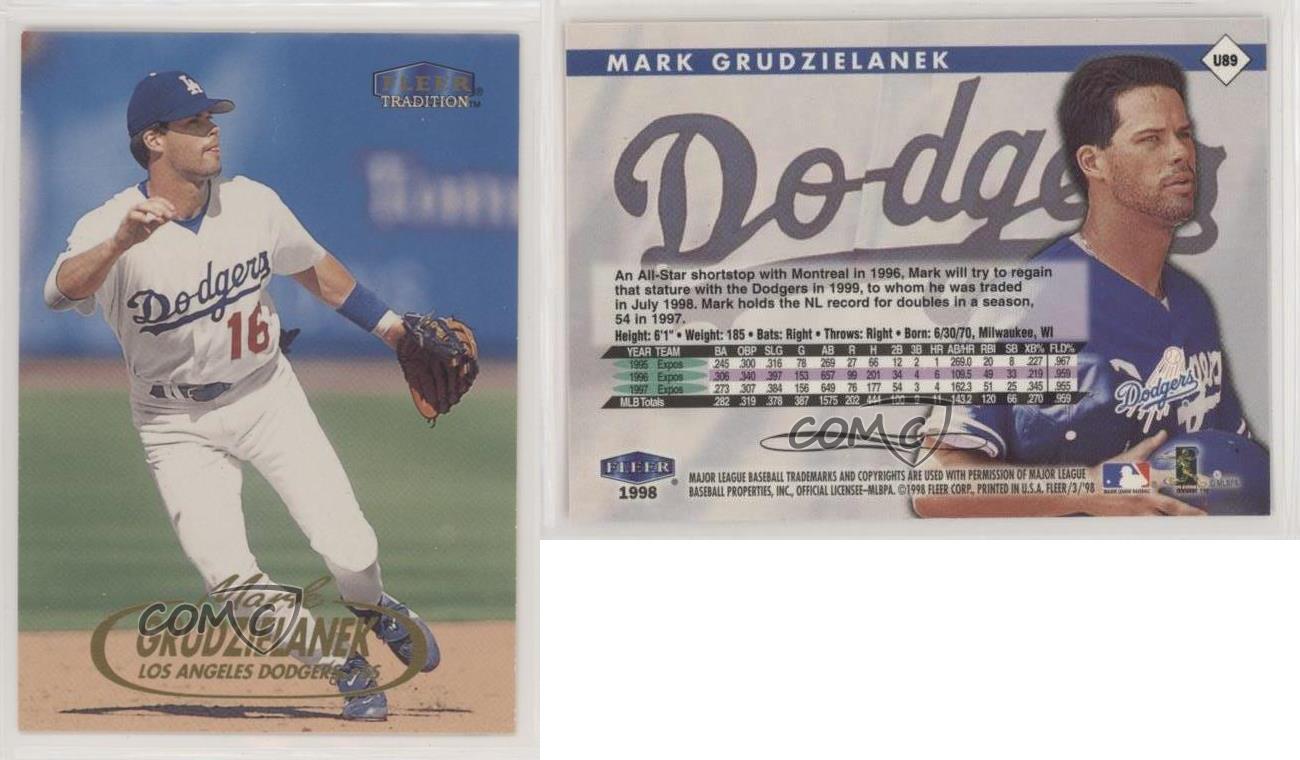 LA
FLEER
TRADITION™
Dodgers
16
Mark
GRUDZIELANEK
LOS ANGELES DODGERS
COMC
MARK GRUDZIELANEK
U89
Dodgers
An All-Star shortstop with Montreal in 1996, Mark will try to regain
that stature with the Dodgers in 1999, to whom he was traded
in July 1998. Mark holds the NL record for doubles in a season,
54 in 1997.
Height: 6'1" • Weight: 185 • Bats: Right • Throws: Right • Born: 6/30/70, Milwaukee, WI
YEAR TEAM BA OBP SLG G AB R H 2B 3B HR AB/HR RBI SB XB% FLD%
1995 Expos .245 .300 .316 78 269 27 66 12 2 1 269.0 20 8 .227 .967
1996 Expos .306 .340 .397 153 657 99 201 34 4 6 109.5 49 33 .219 .959
1997 Expos .273 .307 .384 156 649 76 177 54 3 4 162.3 51 25 .345 .955
MLB Totals .282 .319 .378 387 1575 202 444 100 9 11 143.2 120 66 .270 .959
Dodgers
COMC
FLEER
1998
MAJOR LEAGUE BASEBALL TRADEMARKS AND COPYRIGHTS ARE USED WITH PERMISSION OF MAJOR LEAGUE
BASEBALL PROPERTIES, INC., OFFICIAL LICENSEE–MLBPA. ©1998 FLEER CORP., PRINTED IN U.S.A. FLEER /3/'98
MAJOR LEAGUE BASEBALL
© MLBPA